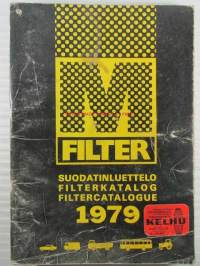 M
FILTER
SUODATINLUETTELO
FILTERKATALOG
FILTERCATALOGUE
1979
KELHU